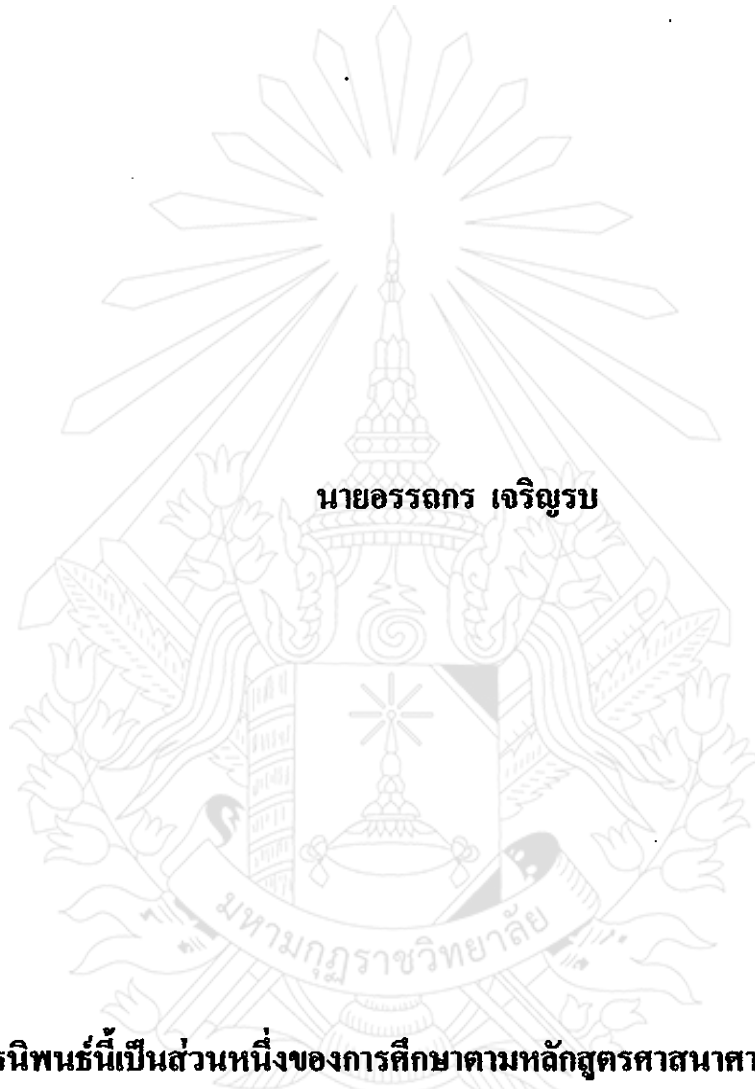 นายอรรถกร เจริญรบ
มหามกุฏราชวิทยาลัย
รนิพนธ์นี้เป็นส่วนหนึ่งของการศึกษาตามหลักสูตรศาสนาศา